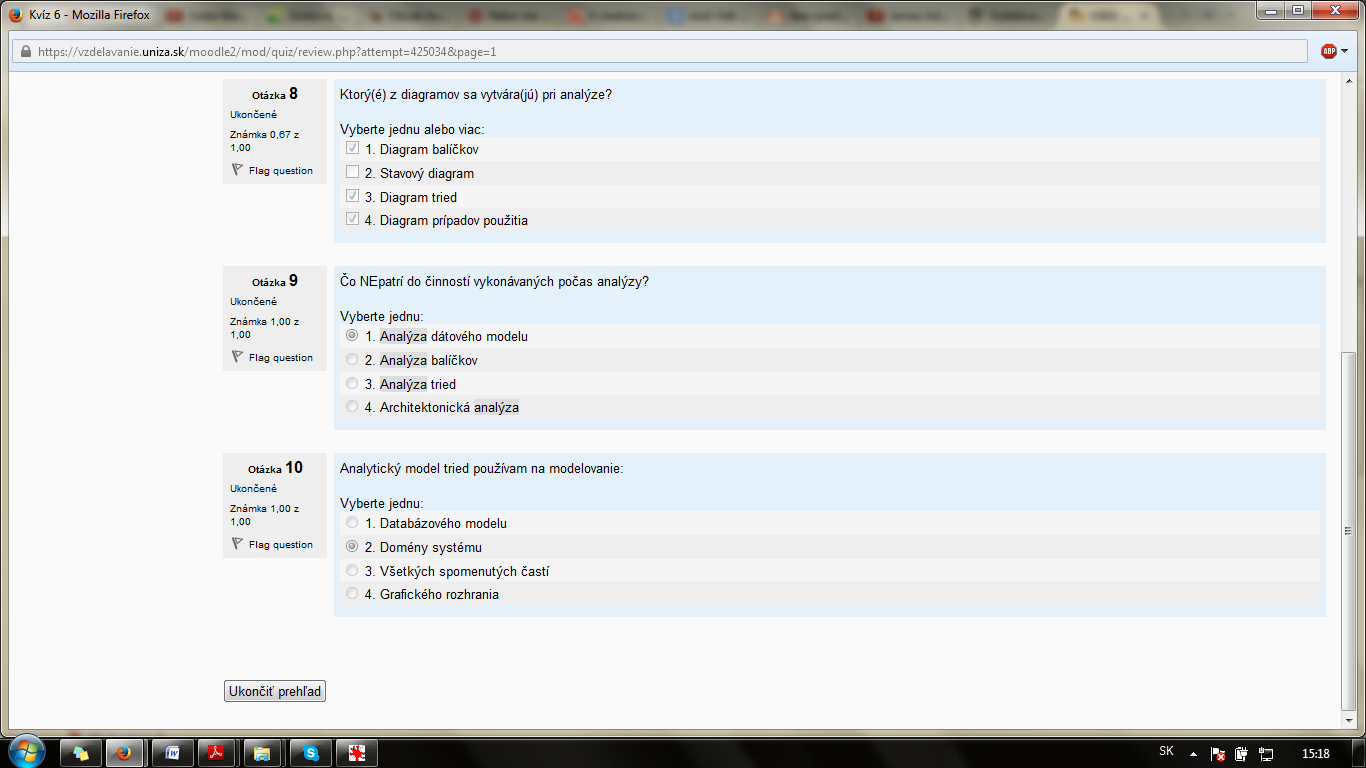 Kvíz 6 - Mozilla Firefox
https://vzdelavanie.uniza.sk/moodle2/mod/quiz/review.php?attempt=425034&page=1
ABP
Otázka 8
Ukončené
Známka 0,67 z
1,00
Flag question
Ktorý(é) z diagramov sa vytvára(jú) pri analýze?
Vyberte jednu alebo viac:
1. Diagram balíčkov
2. Stavový diagram
3. Diagram tried
4. Diagram prípadov použitia
Otázka 9
Ukončené
Známka 1,00 z
1,00
Flag question
Čo NEpatrí do činností vykonávaných počas analýzy?
Vyberte jednu:
1. Analýza dátového modelu
2. Analýza balíčkov
3. Analýza tried
4. Architektonická analýza
Otázka 10
Ukončené
Známka 1,00 z
1,00
Flag question
Analytický model tried používam na modelovanie:
Vyberte jednu:
1. Databázového modelu
2. Domény systému
3. Všetkých spomenutých častí
4. Grafického rozhrania
Ukončiť prehľad
SK
15:18